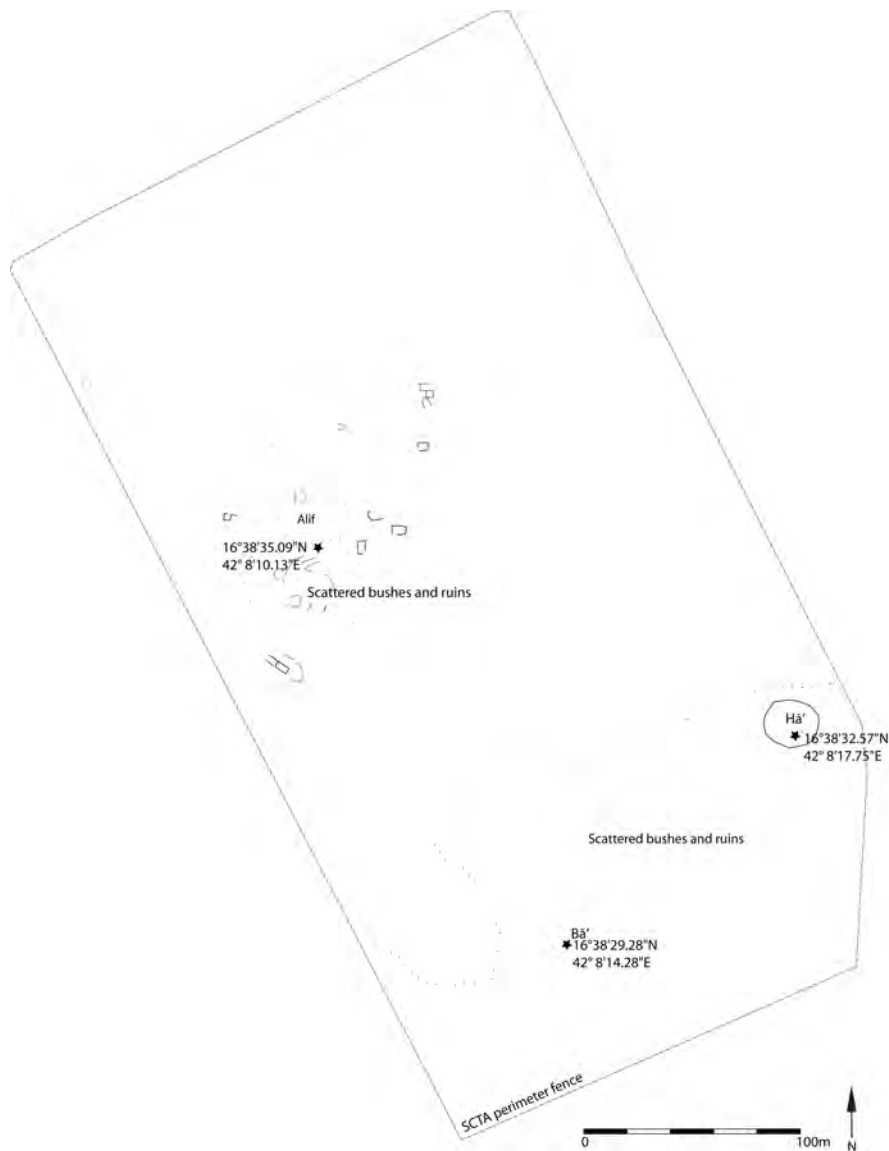 Alif
16°38'35.09"N
42° 8'10.13"E
Scattered bushes and ruins
Hā'
16°38'32.57"N
42° 8'17.75"E
Scattered bushes and ruins
Bā'
16°38'29.28"N
42° 8'14.28"E
SCTA perimeter fence
0
100m
N